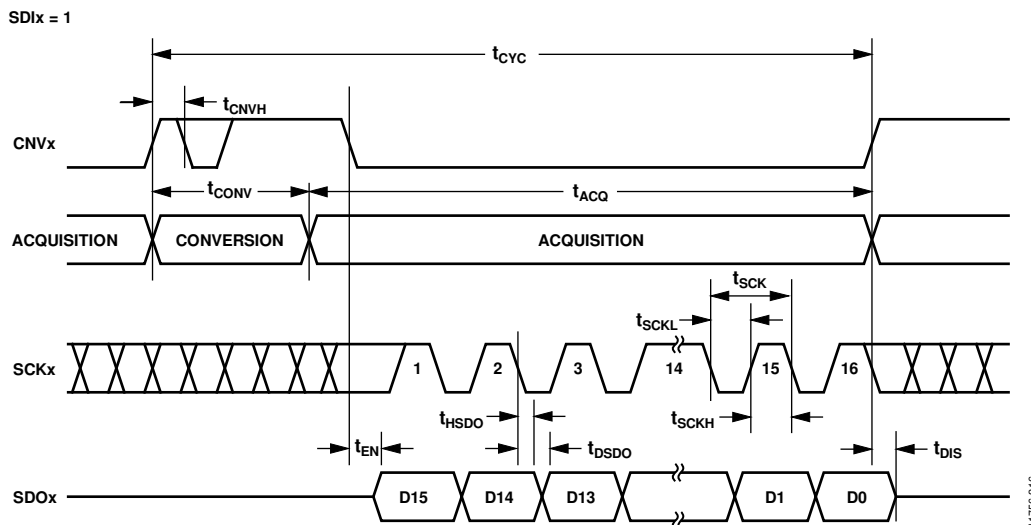 SDIx = 1
tCYC
tCNVH
CNVx
tCONV
tACQ
ACQUISITION
CONVERSION
ACQUISITION
tSCK
tSCKL
SCKx
1
2
3
14
15
16
tHSDO
tSCKH
tEN
tDSDO
tDIS
SDOx
D15
D14
D13
D1
D0